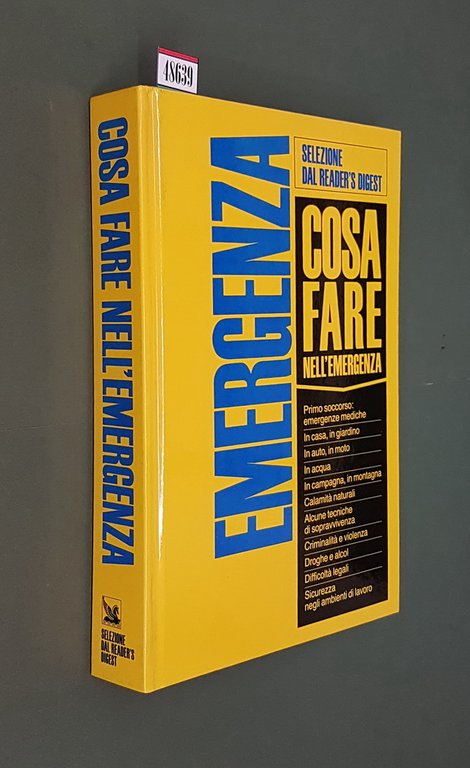 48639
COSA FARE NELL'EMERGENZA
SELEZIONE
DAL READER'S
DIGEST
EMERGENZA
SELEZIONE
DAL READER'S DIGEST
COSA
FARE
NELL'EMERGENZA
Primo soccorso:
emergenze mediche
In casa, in giardino
In auto, in moto
In acqua
In campagna, in montagna
Calamità naturali
Alcune tecniche
di sopravvivenza
Criminalità e violenza
Droghe e alcol
Difficoltà legali
Sicurezza
negli ambienti di lavoro